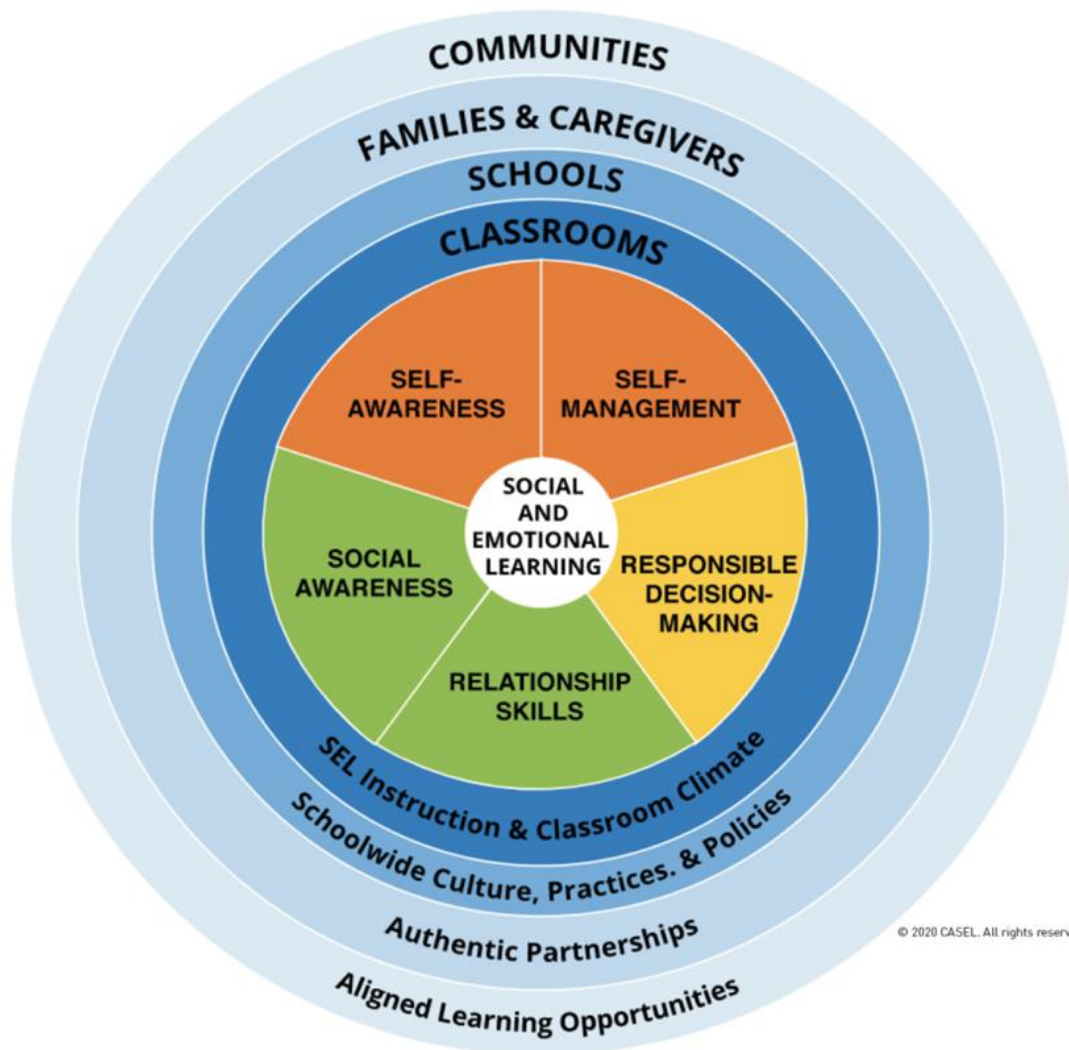 COMMUNITIES
FAMILIES & CAREGIVERS
SCHOOLS
CLASSROOMS
SELF-
AWARENESS
SELF-
MANAGEMENT
SOCIAL
AND
EMOTIONAL
LEARNING
SOCIAL
AWARENESS
RESPONSIBLE
DECISION-
MAKING
RELATIONSHIP
SKILLS
SEL Instruction & Classroom Climate
Schoolwide Culture, Practices. & Policies
Authentic Partnerships
Aligned Learning Opportunities
© 2020 CASEL. All rights reserv